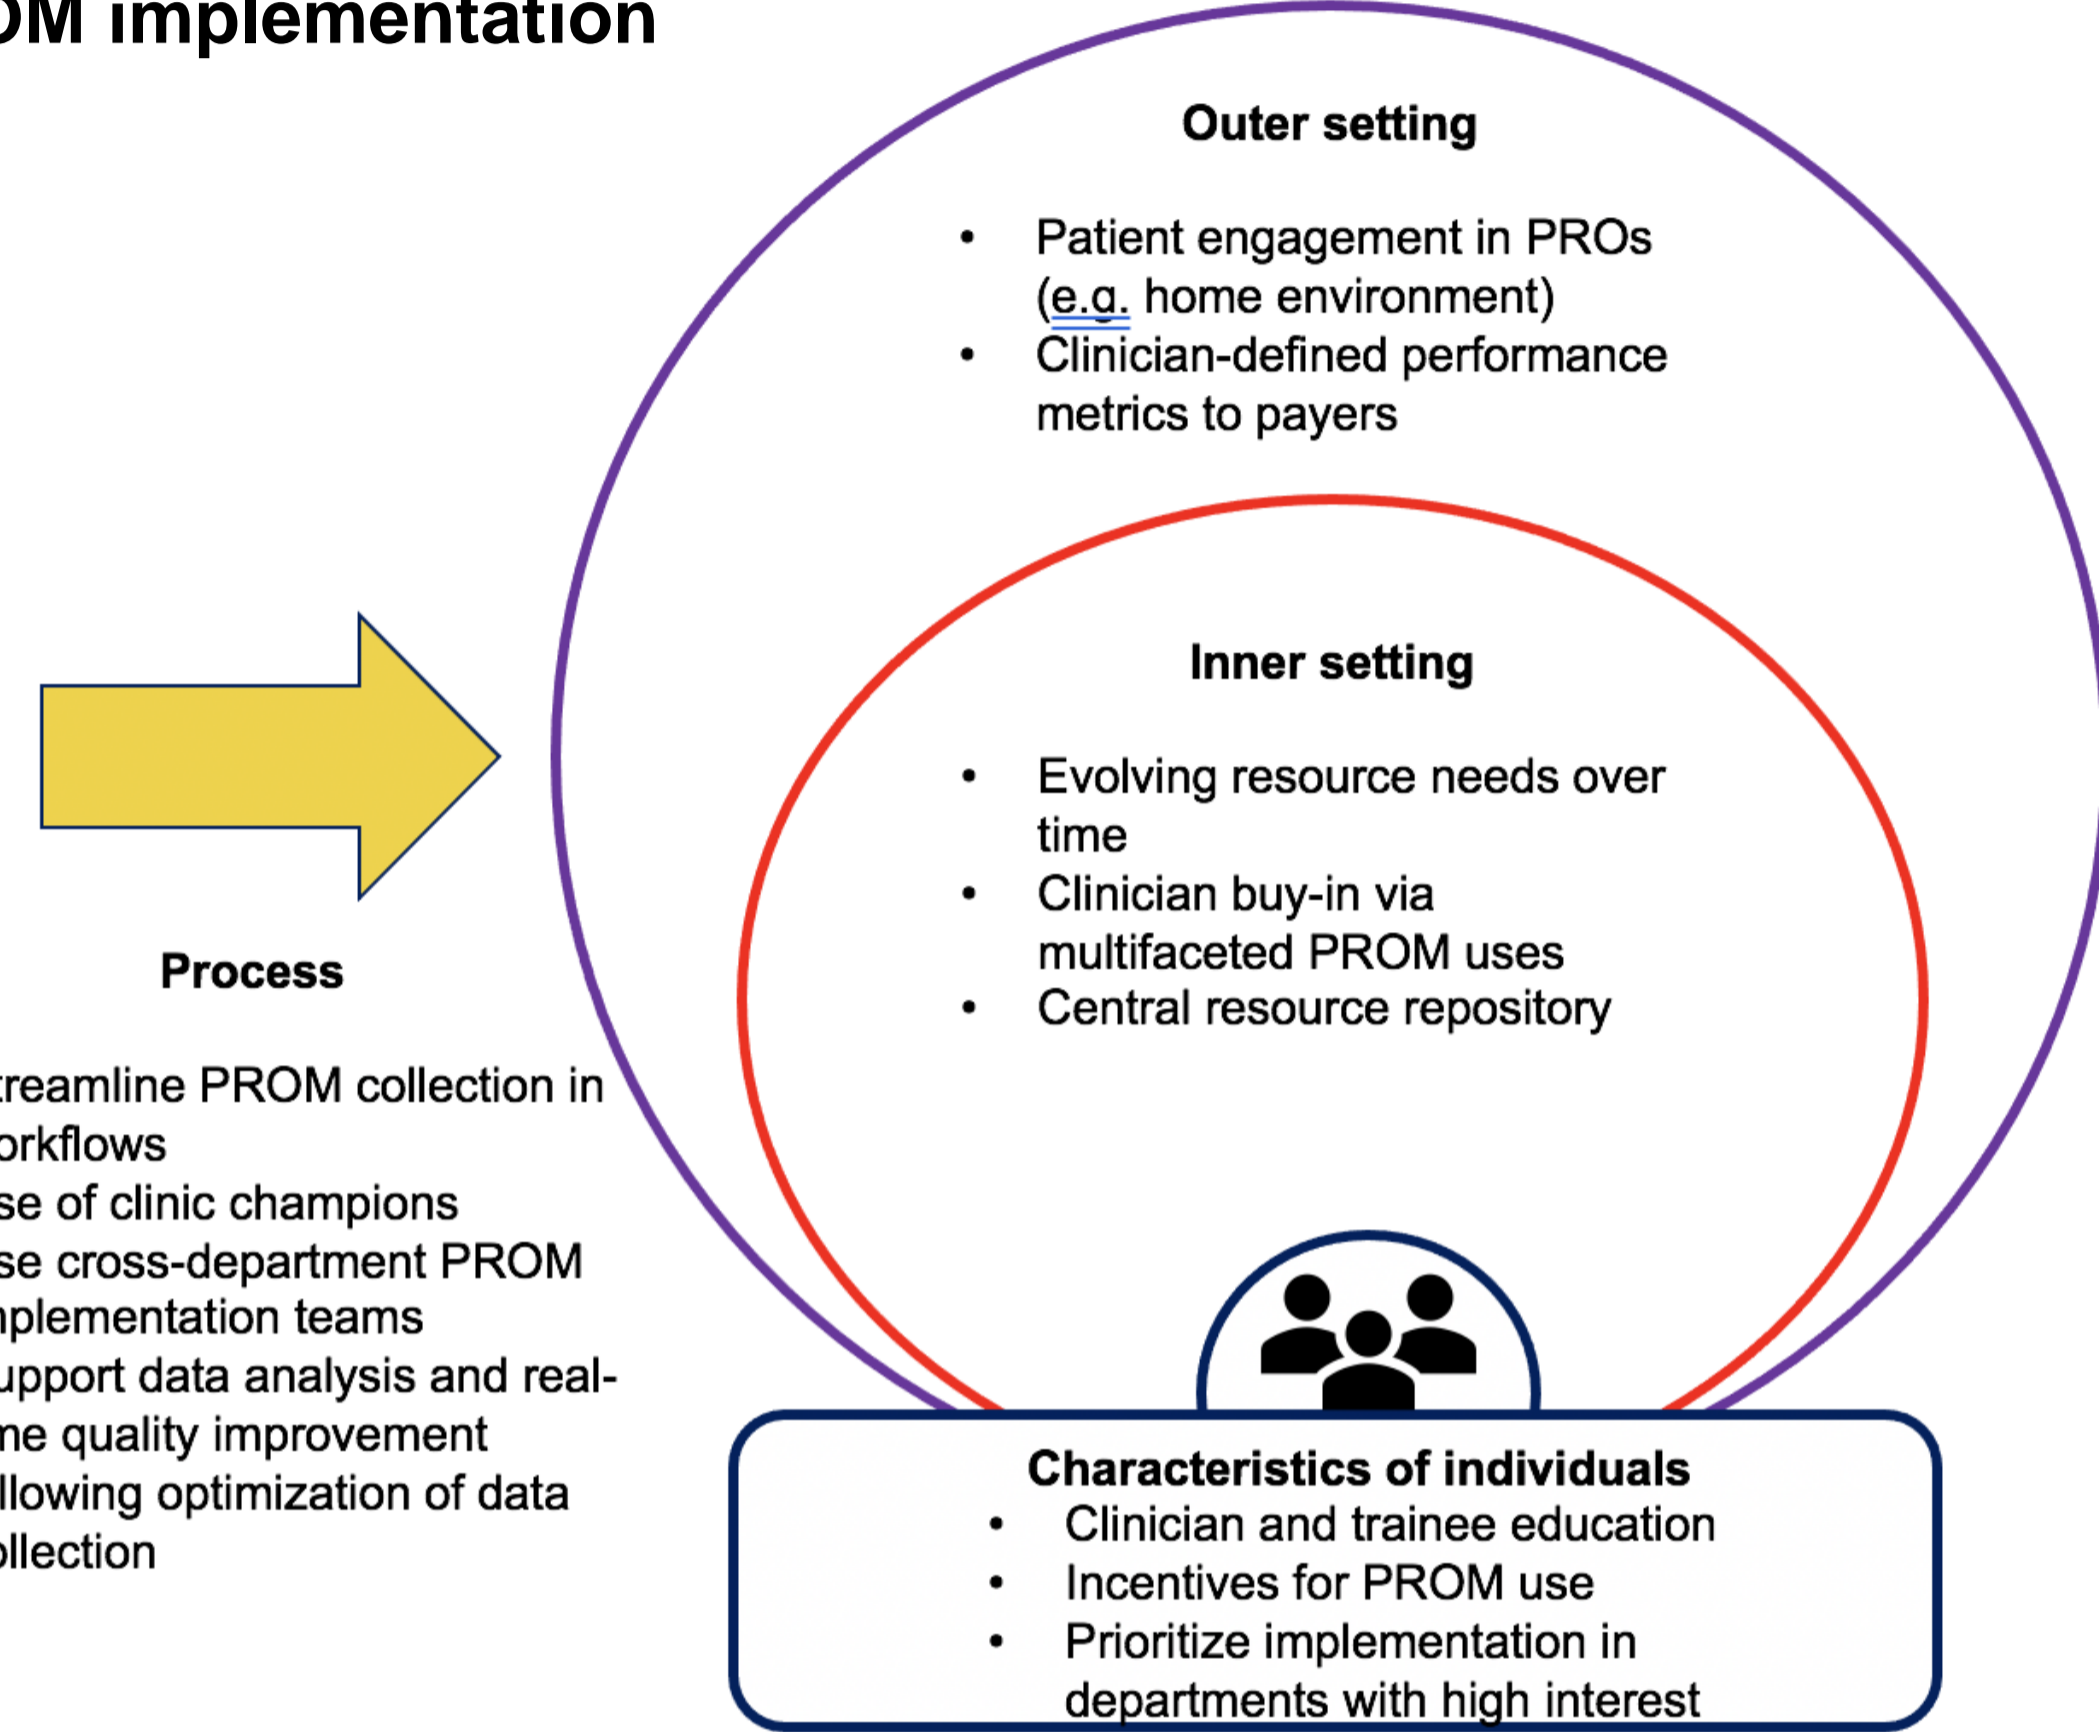 OM implementation
Outer setting
• Patient engagement in PROs
(e.g. home environment)
• Clinician-defined performance
metrics to payers
Inner setting
• Evolving resource needs over
time
• Clinician buy-in via
multifaceted PROM uses
• Central resource repository
Process
treamline PROM collection in
orkflows
se of clinic champions
se cross-department PROM
nplementation teams
upport data analysis and real-
me quality improvement
llowing optimization of data
ollection
Characteristics of individuals
• Clinician and trainee education
• Incentives for PROM use
• Prioritize implementation in
departments with high interest